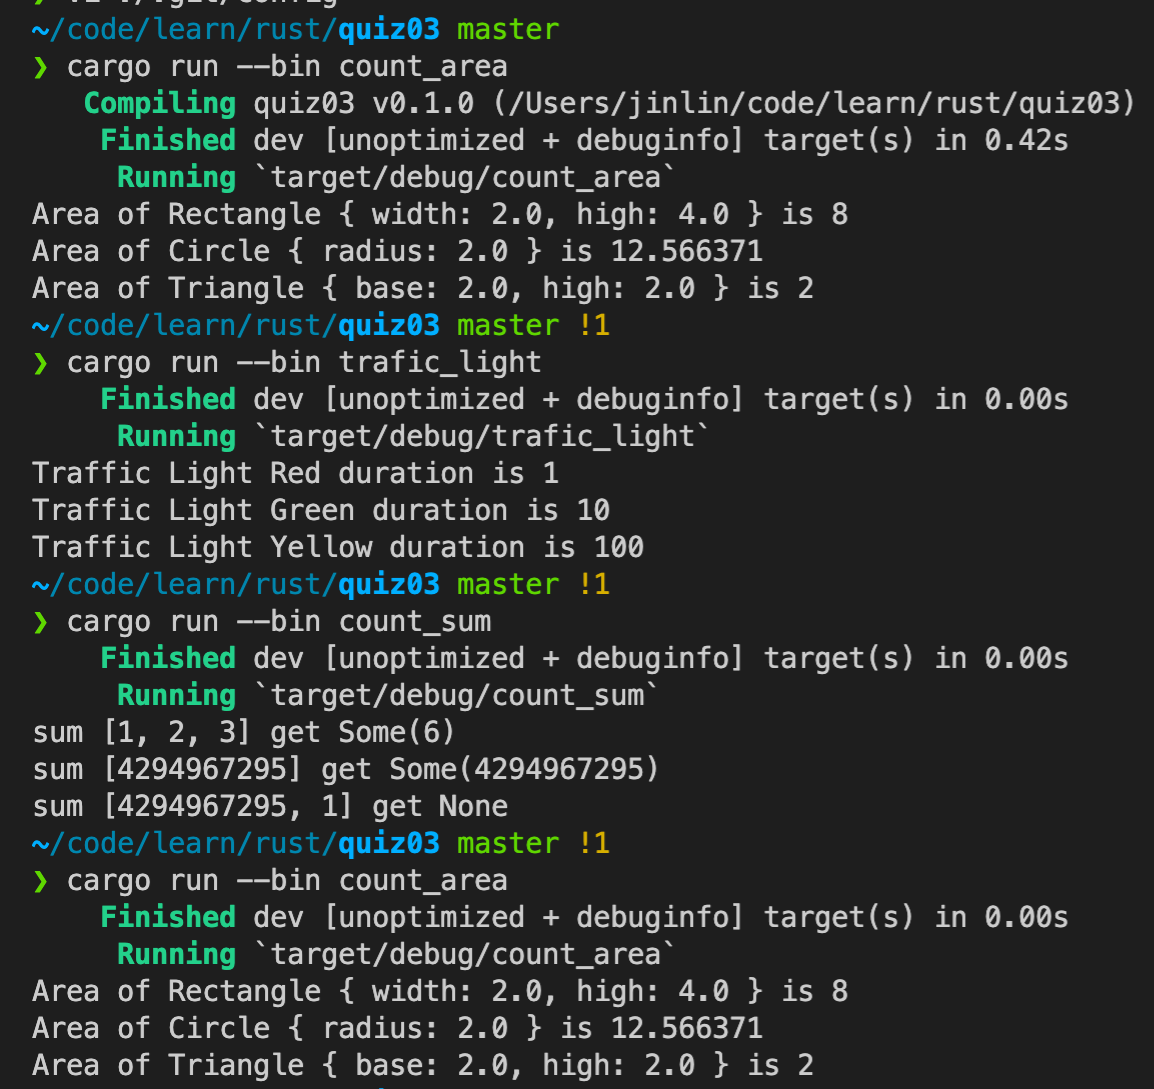 ~/code/learn/rust/quiz03 master
❯ cargo run --bin count_area
Compiling quiz03 v0.1.0 (/Users/jinlin/code/learn/rust/quiz03)
Finished dev [unoptimized + debuginfo] target(s) in 0.42s
Running `target/debug/count_area`
Area of Rectangle { width: 2.0, high: 4.0 } is 8
Area of Circle { radius: 2.0 } is 12.566371
Area of Triangle { base: 2.0, high: 2.0 } is 2
~/code/learn/rust/quiz03 master !1
❯ cargo run --bin trafic_light
Finished dev [unoptimized + debuginfo] target(s) in 0.00s
Running `target/debug/trafic_light`
Traffic Light Red duration is 1
Traffic Light Green duration is 10
Traffic Light Yellow duration is 100
~/code/learn/rust/quiz03 master !1
❯ cargo run --bin count_sum
Finished dev [unoptimized + debuginfo] target(s) in 0.00s
Running `target/debug/count_sum`
sum [1, 2, 3] get Some(6)
sum [4294967295] get Some(4294967295)
sum [4294967295, 1] get None
~/code/learn/rust/quiz03 master !1
❯ cargo run --bin count_area
Finished dev [unoptimized + debuginfo] target(s) in 0.00s
Running `target/debug/count_area`
Area of Rectangle { width: 2.0, high: 4.0 } is 8
Area of Circle { radius: 2.0 } is 12.566371
Area of Triangle { base: 2.0, high: 2.0 } is 2